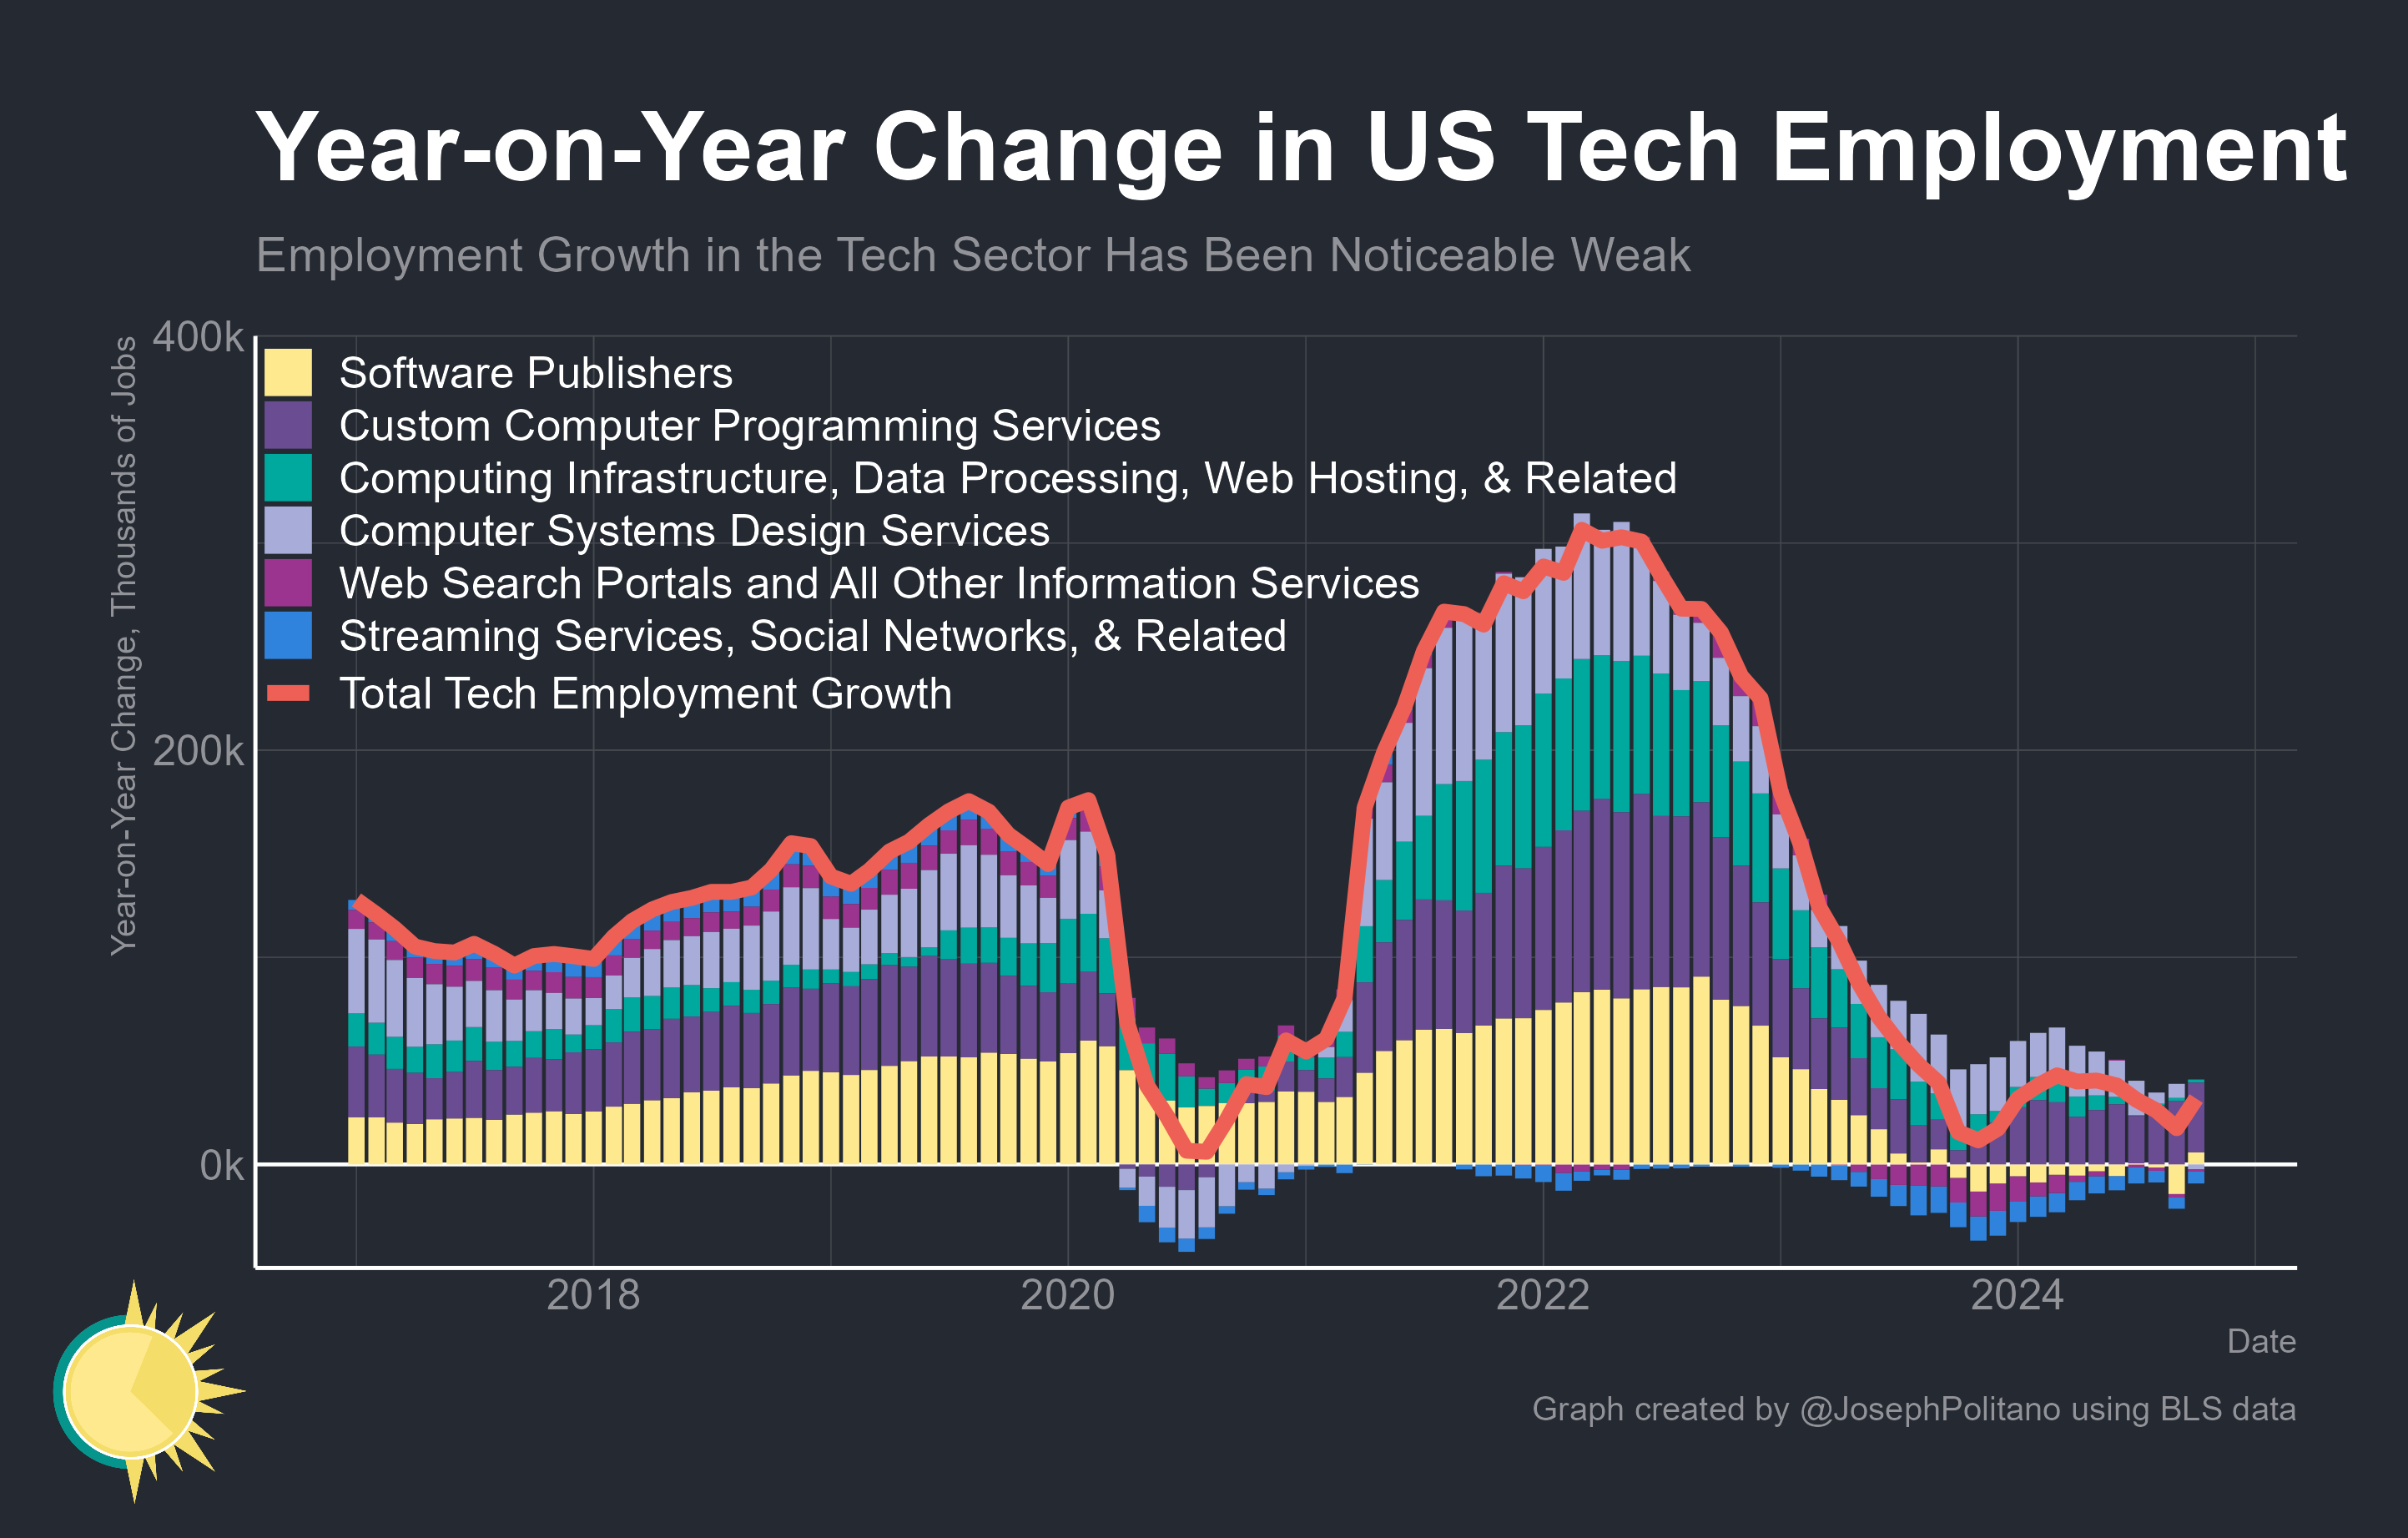 Year-on-Year Change in US Tech Employment
Employment Growth in the Tech Sector Has Been Noticeable Weak
Year-on-Year Change, Thousands of Jobs
400k
200k
0k
Software Publishers
Custom Computer Programming Services
Computing Infrastructure, Data Processing, Web Hosting, & Related
Computer Systems Design Services
Web Search Portals and All Other Information Services
Streaming Services, Social Networks, & Related
Total Tech Employment Growth
2018
2020
2022
2024
Date
Graph created by @JosephPolitano using BLS data